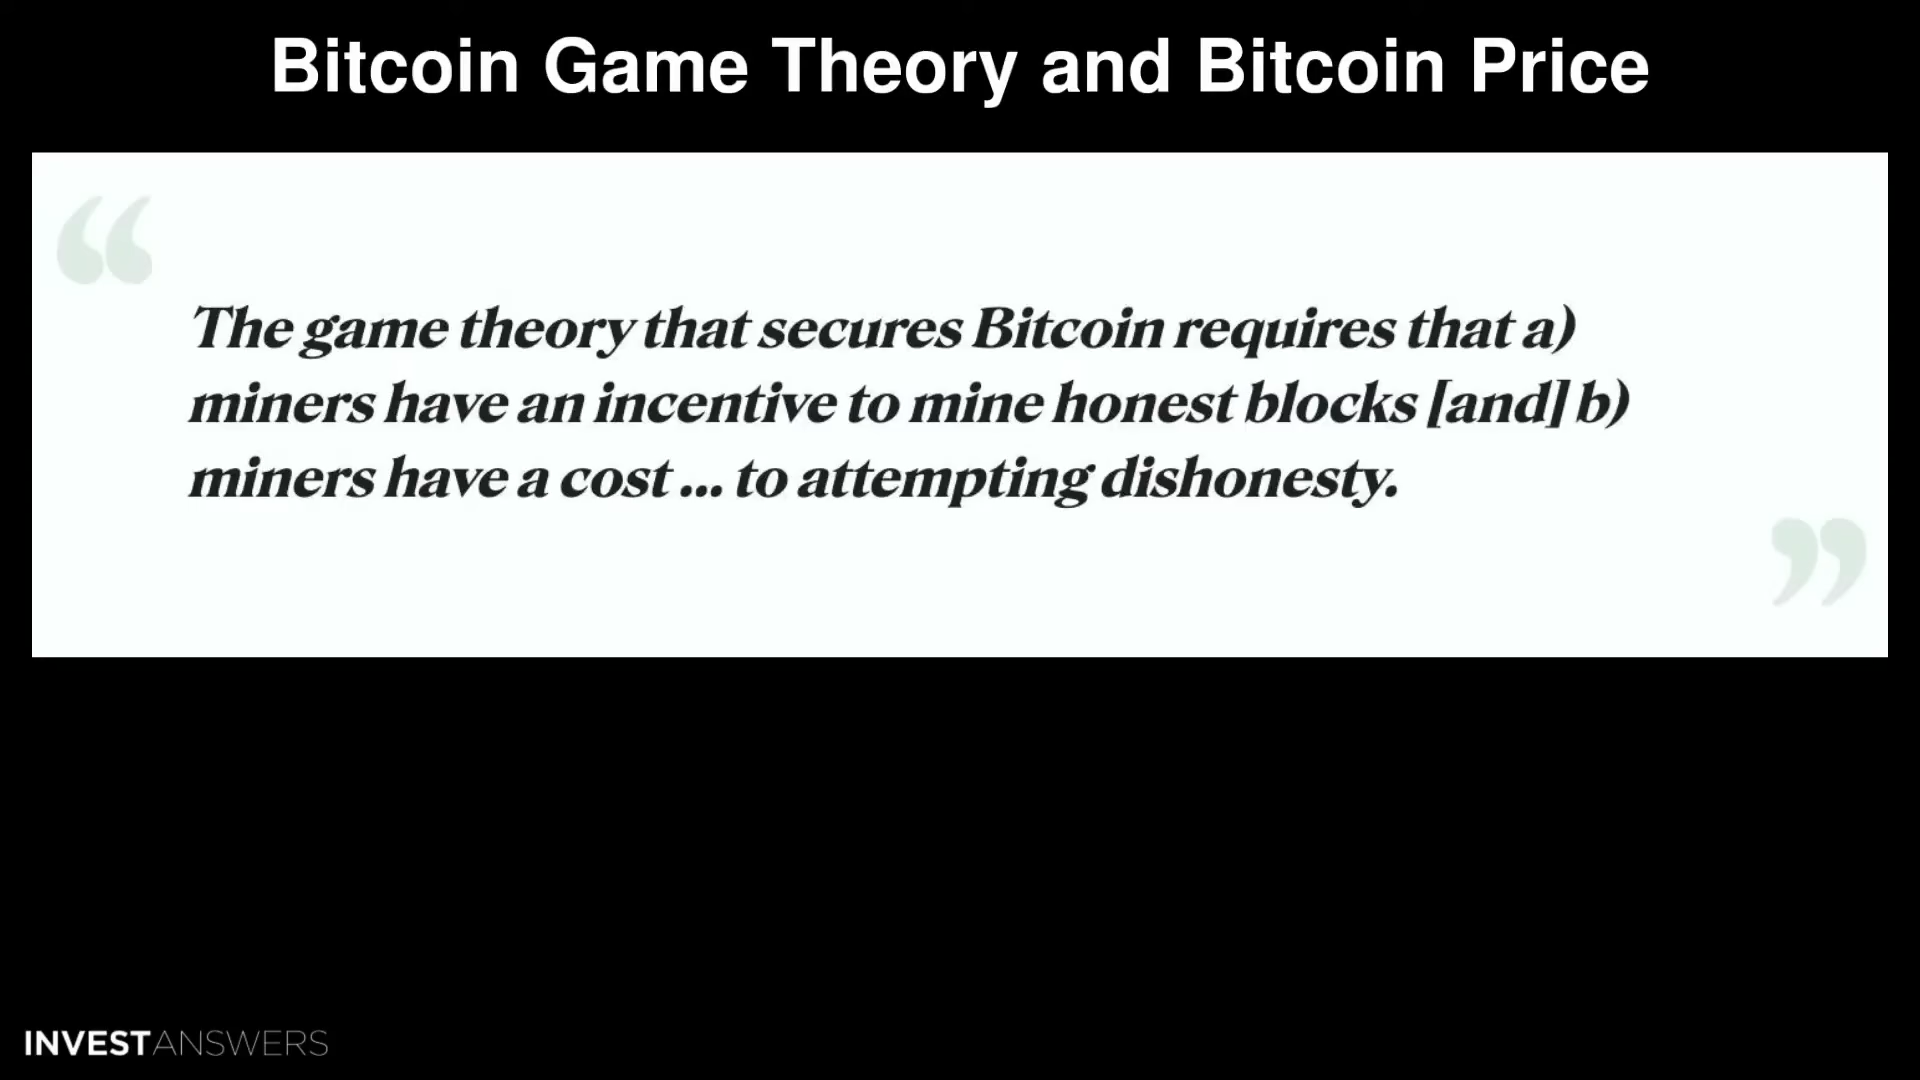 Bitcoin Game Theory and Bitcoin Price
“
The game theory that secures Bitcoin requires that a)
miners have an incentive to mine honest blocks [and] b)
miners have a cost ... to attempting dishonesty.
”
INVESTANSWERS